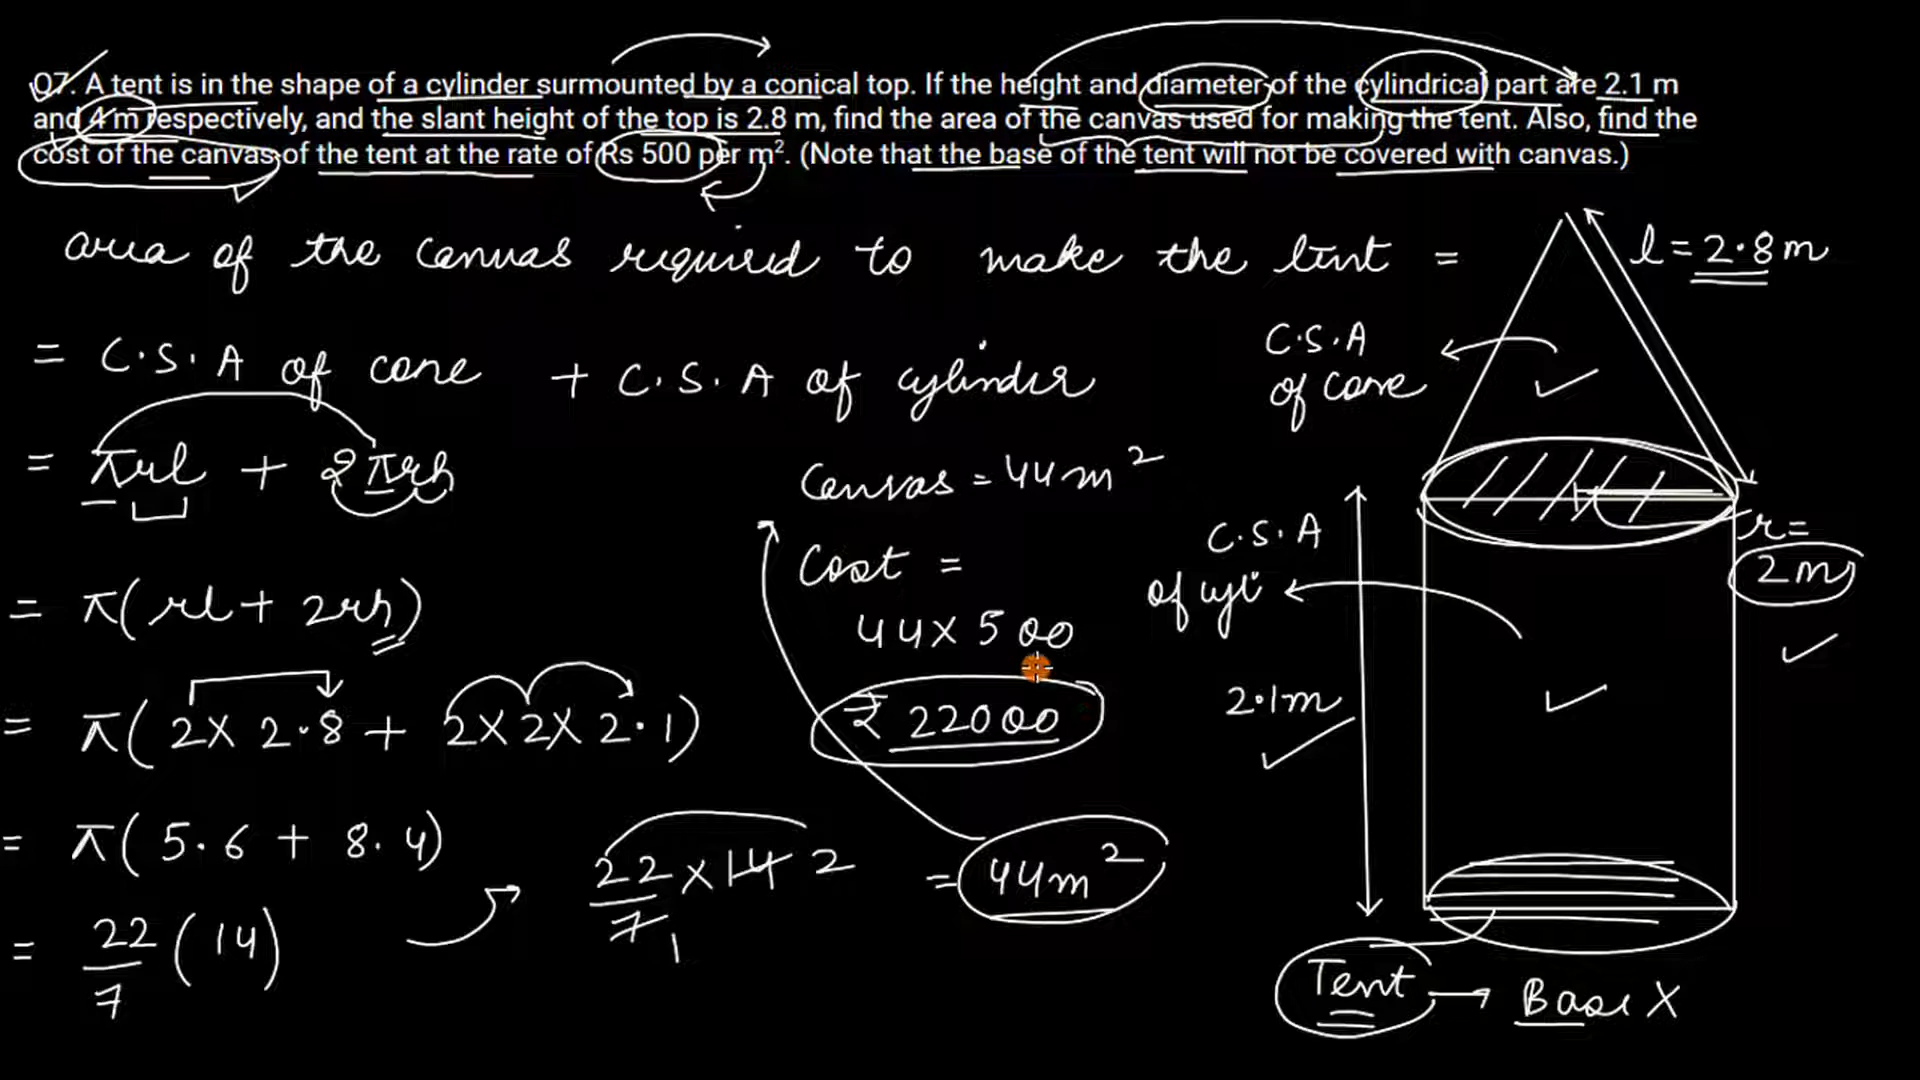 Q7. A tent is in the shape of a cylinder surmounted by a conical top. If the height and diameter of the cylindrical part are 2.1 m
and 4 m respectively, and the slant height of the top is 2.8 m, find the area of the canvas used for making the tent. Also, find the
cost of the canvas of the tent at the rate of Rs 500 per m². (Note that the base of the tent will not be covered with canvas.)
area of the canvas required to make the tent =
= C.S.A of cone + C.S.A of cylinder
= πrl + 2πrh
= π(rl + 2rh)
= π(2x 2.8 + 2x2x 2.1)
= π(5.6 + 8.4)
= 22/7 (14)
22/7 x 14 2
1
= 44m²
Canvas = 44m²
Cost =
44x 500
₹ 22000
l = 2.8m
C.S.A
of cone
r =
2m
C.S.A
of cyli
2.1m
Tent → Base X